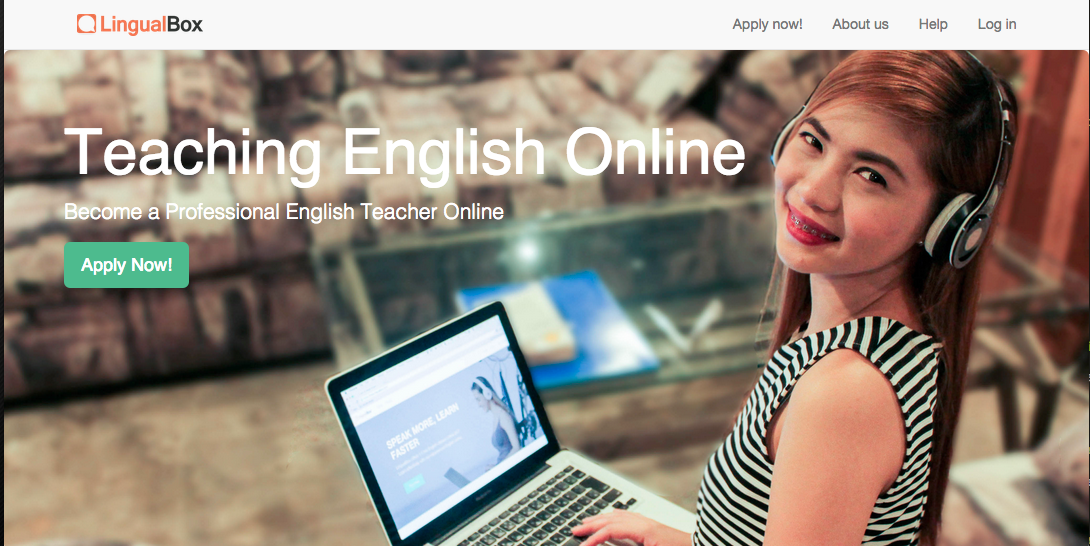 LingualBox
Apply now!
About us
Help
Log in
Teaching English Online
Become a Professional English Teacher Online
Apply Now!
SPEAK MORE, LEARN
FASTER